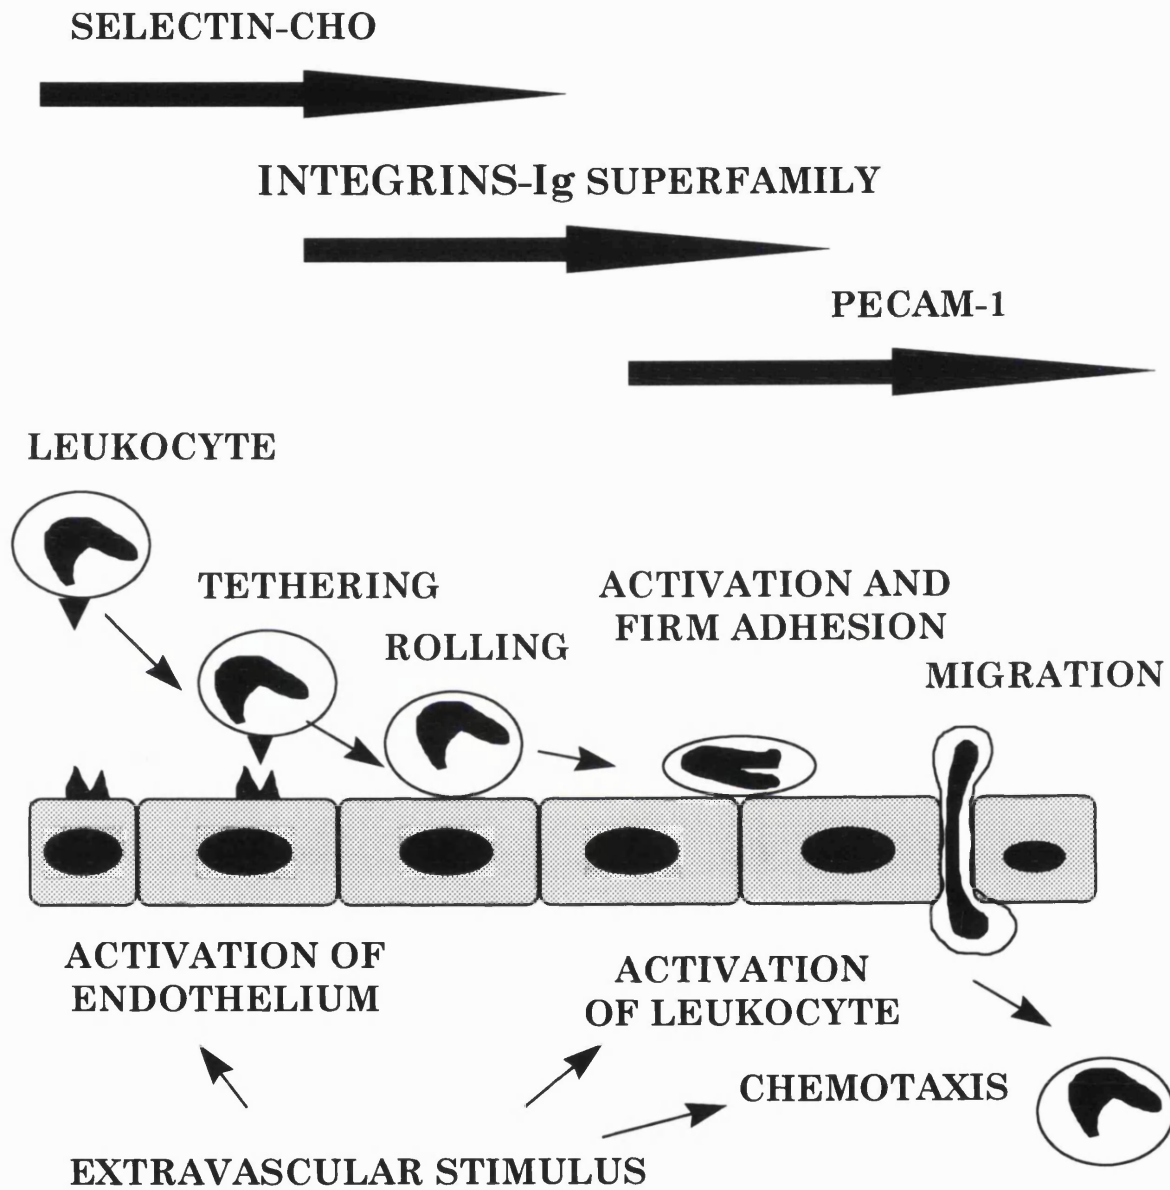 SELECTIN-CHO
INTEGRINS-Ig SUPERFAMILY
PECAM-1
LEUKOCYTE
TETHERING
ROLLING
ACTIVATION AND
FIRM ADHESION
MIGRATION
ACTIVATION OF
ENDOTHELIUM
ACTIVATION
OF LEUKOCYTE
CHEMOTAXIS
EXTRAVASCULAR STIMULUS